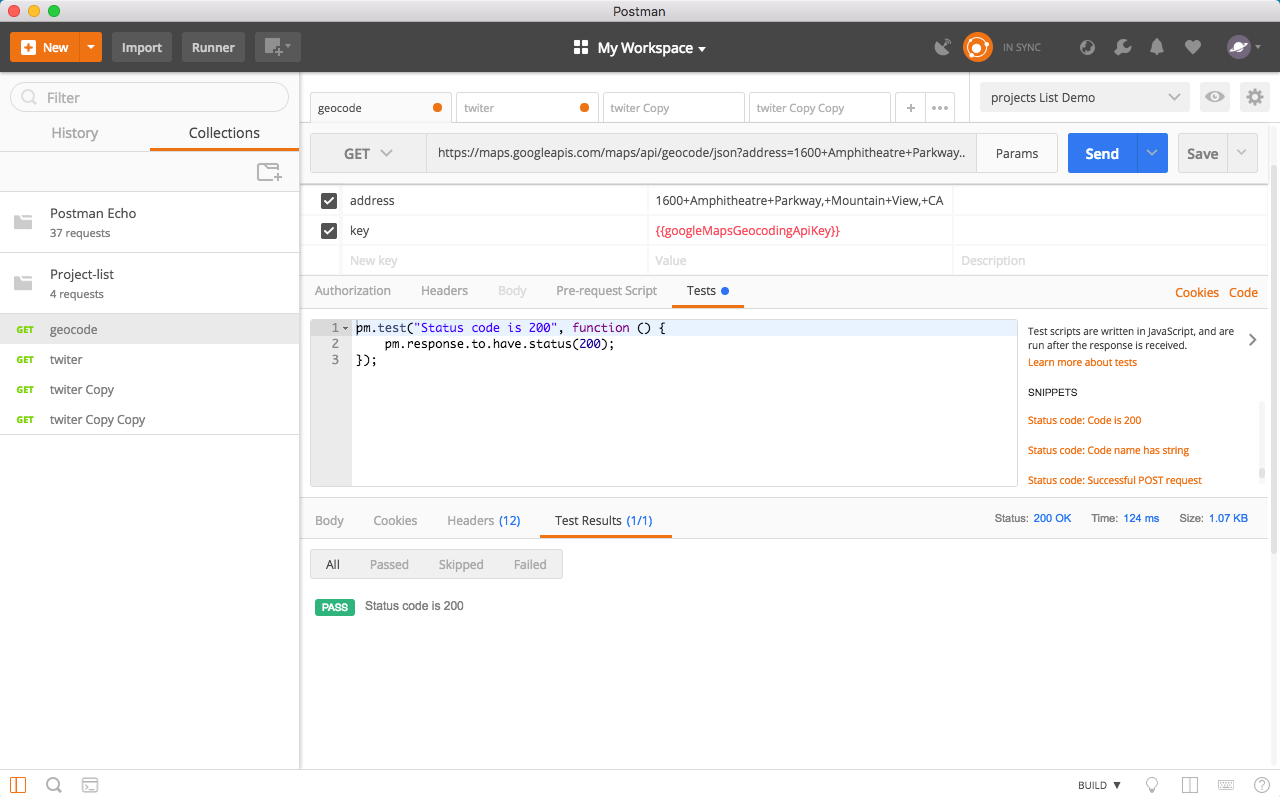 Postman
New
Import
Runner
My Workspace
IN SYNC
Filter
History
Collections
Postman Echo
37 requests
Project-list
4 requests
GET geocode
GET twiter
GET twiter Copy
GET twiter Copy Copy
geocode
twiter
twiter Copy
twiter Copy Copy
+
•••
projects List Demo
GET
https://maps.googleapis.com/maps/api/geocode/json?address=1600+Amphitheatre+Parkway..
Params
Send
Save
address 1600+Amphitheatre+Parkway,+Mountain+View,+CA
key {{googleMapsGeocodingApiKey}}
New key Value Description
Authorization Headers Body Pre-request Script Tests Cookies Code
1 pm.test("Status code is 200", function () {
2 pm.response.to.have.status(200);
3 });
Test scripts are written in JavaScript, and are
run after the response is received.
Learn more about tests
SNIPPETS
Status code: Code is 200
Status code: Code name has string
Status code: Successful POST request
Body Cookies Headers (12) Test Results (1/1) Status: 200 OK Time: 124 ms Size: 1.07 KB
All Passed Skipped Failed
PASS Status code is 200
BUILD
?